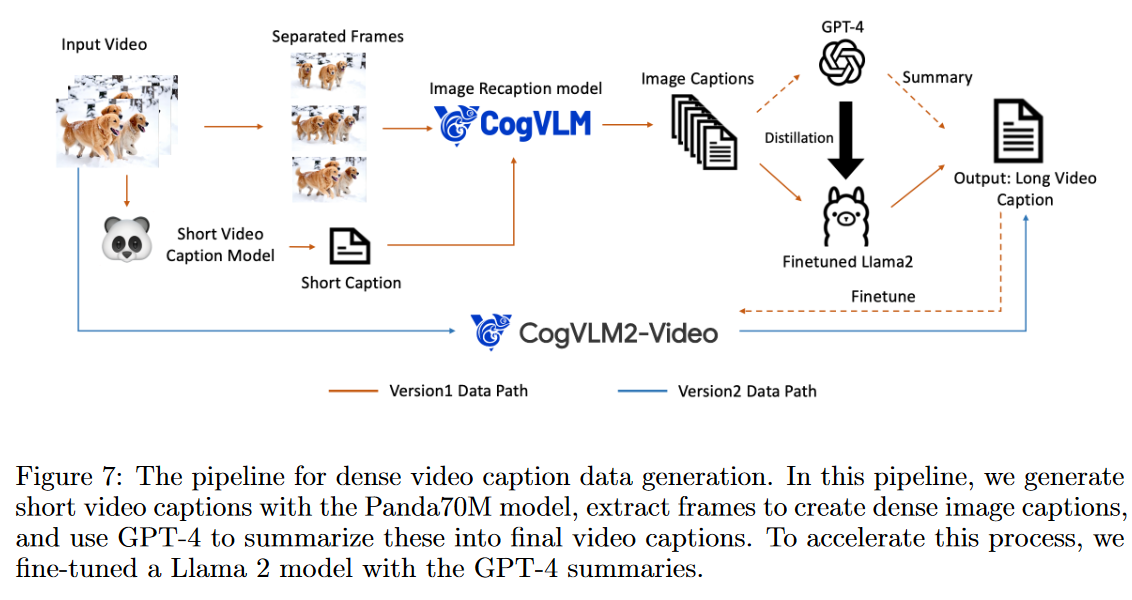 Input Video
Separated Frames
GPT-4
Image Recaption model
CogVLM
Image Captions
Summary
Distillation
Short Video
Caption Model
Short Caption
Finetuned Llama2
Output: Long Video
Caption
Finetune
CogVLM2-Video
Version1 Data Path
Version2 Data Path
Figure 7: The pipeline for dense video caption data generation. In this pipeline, we generate
short video captions with the Panda70M model, extract frames to create dense image captions,
and use GPT-4 to summarize these into final video captions. To accelerate this process, we
fine-tuned a Llama 2 model with the GPT-4 summaries.